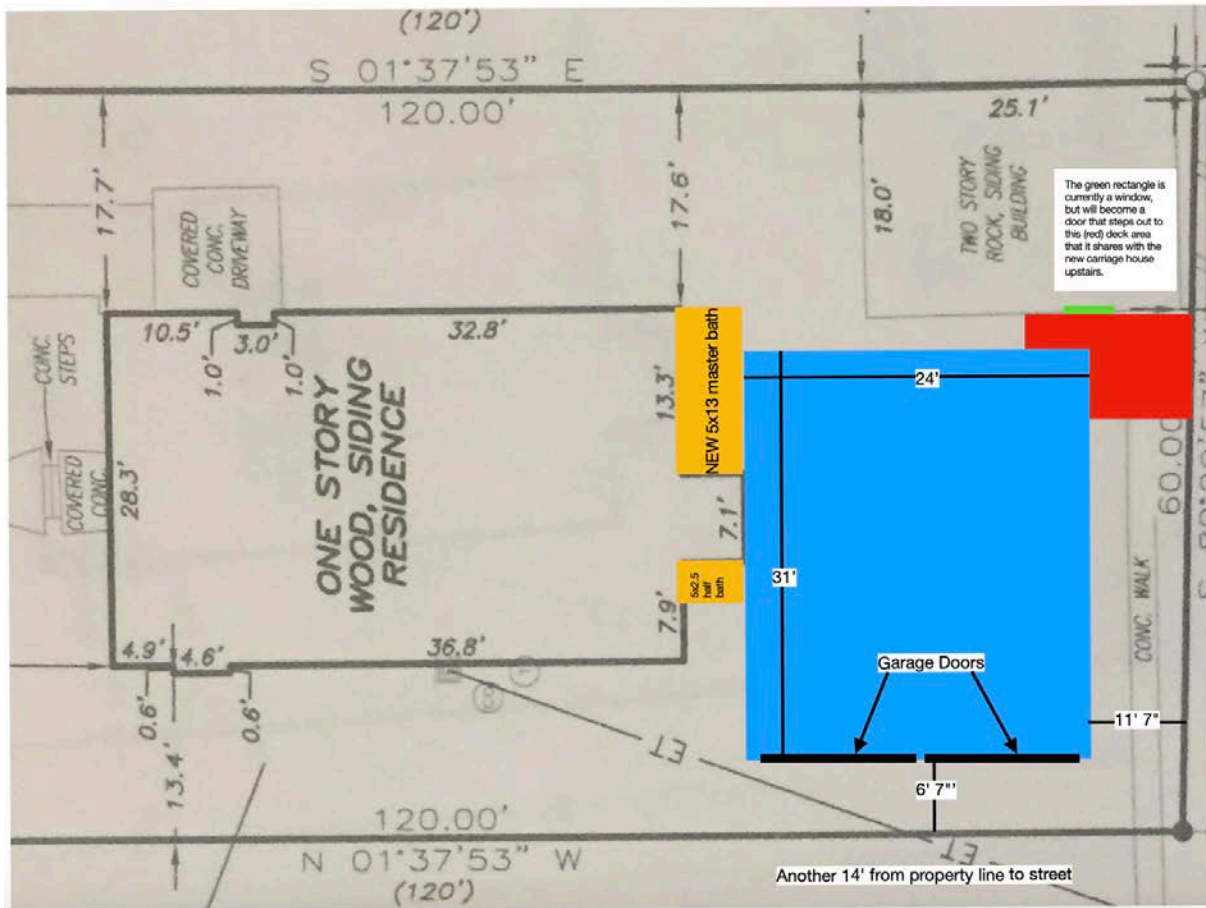 (120')
S 01°37'53" E
120.00'
25.1'
17.7'
17.6'
18.0'
COVERED
CONC.
DRIVEWAY
TWO STORY
ROCK, SIDING
BUILDING
The green rectangle is
currently a window,
but will become a
door that steps out to
this (red) deck area
that it shares with the
new carriage house
upstairs.
CONC.
STEPS
10.5'
3.0'
32.8'
1.0'
1.0'
COVERED
CONC.
28.3'
ONE STORY
WOOD, SIDING
RESIDENCE
13.3'
NEW 5x13 master bath
24'
60.00
7.1'
31'
5x2.5
half
bath
7.9'
CONC. WALK
4.9'
4.6'
36.8'
Garage Doors
0.6'
0.6'
11' 7"
13.4'
ET
6' 7"'
120.00'
N 01°37'53" W
(120')
ET
Another 14' from property line to street